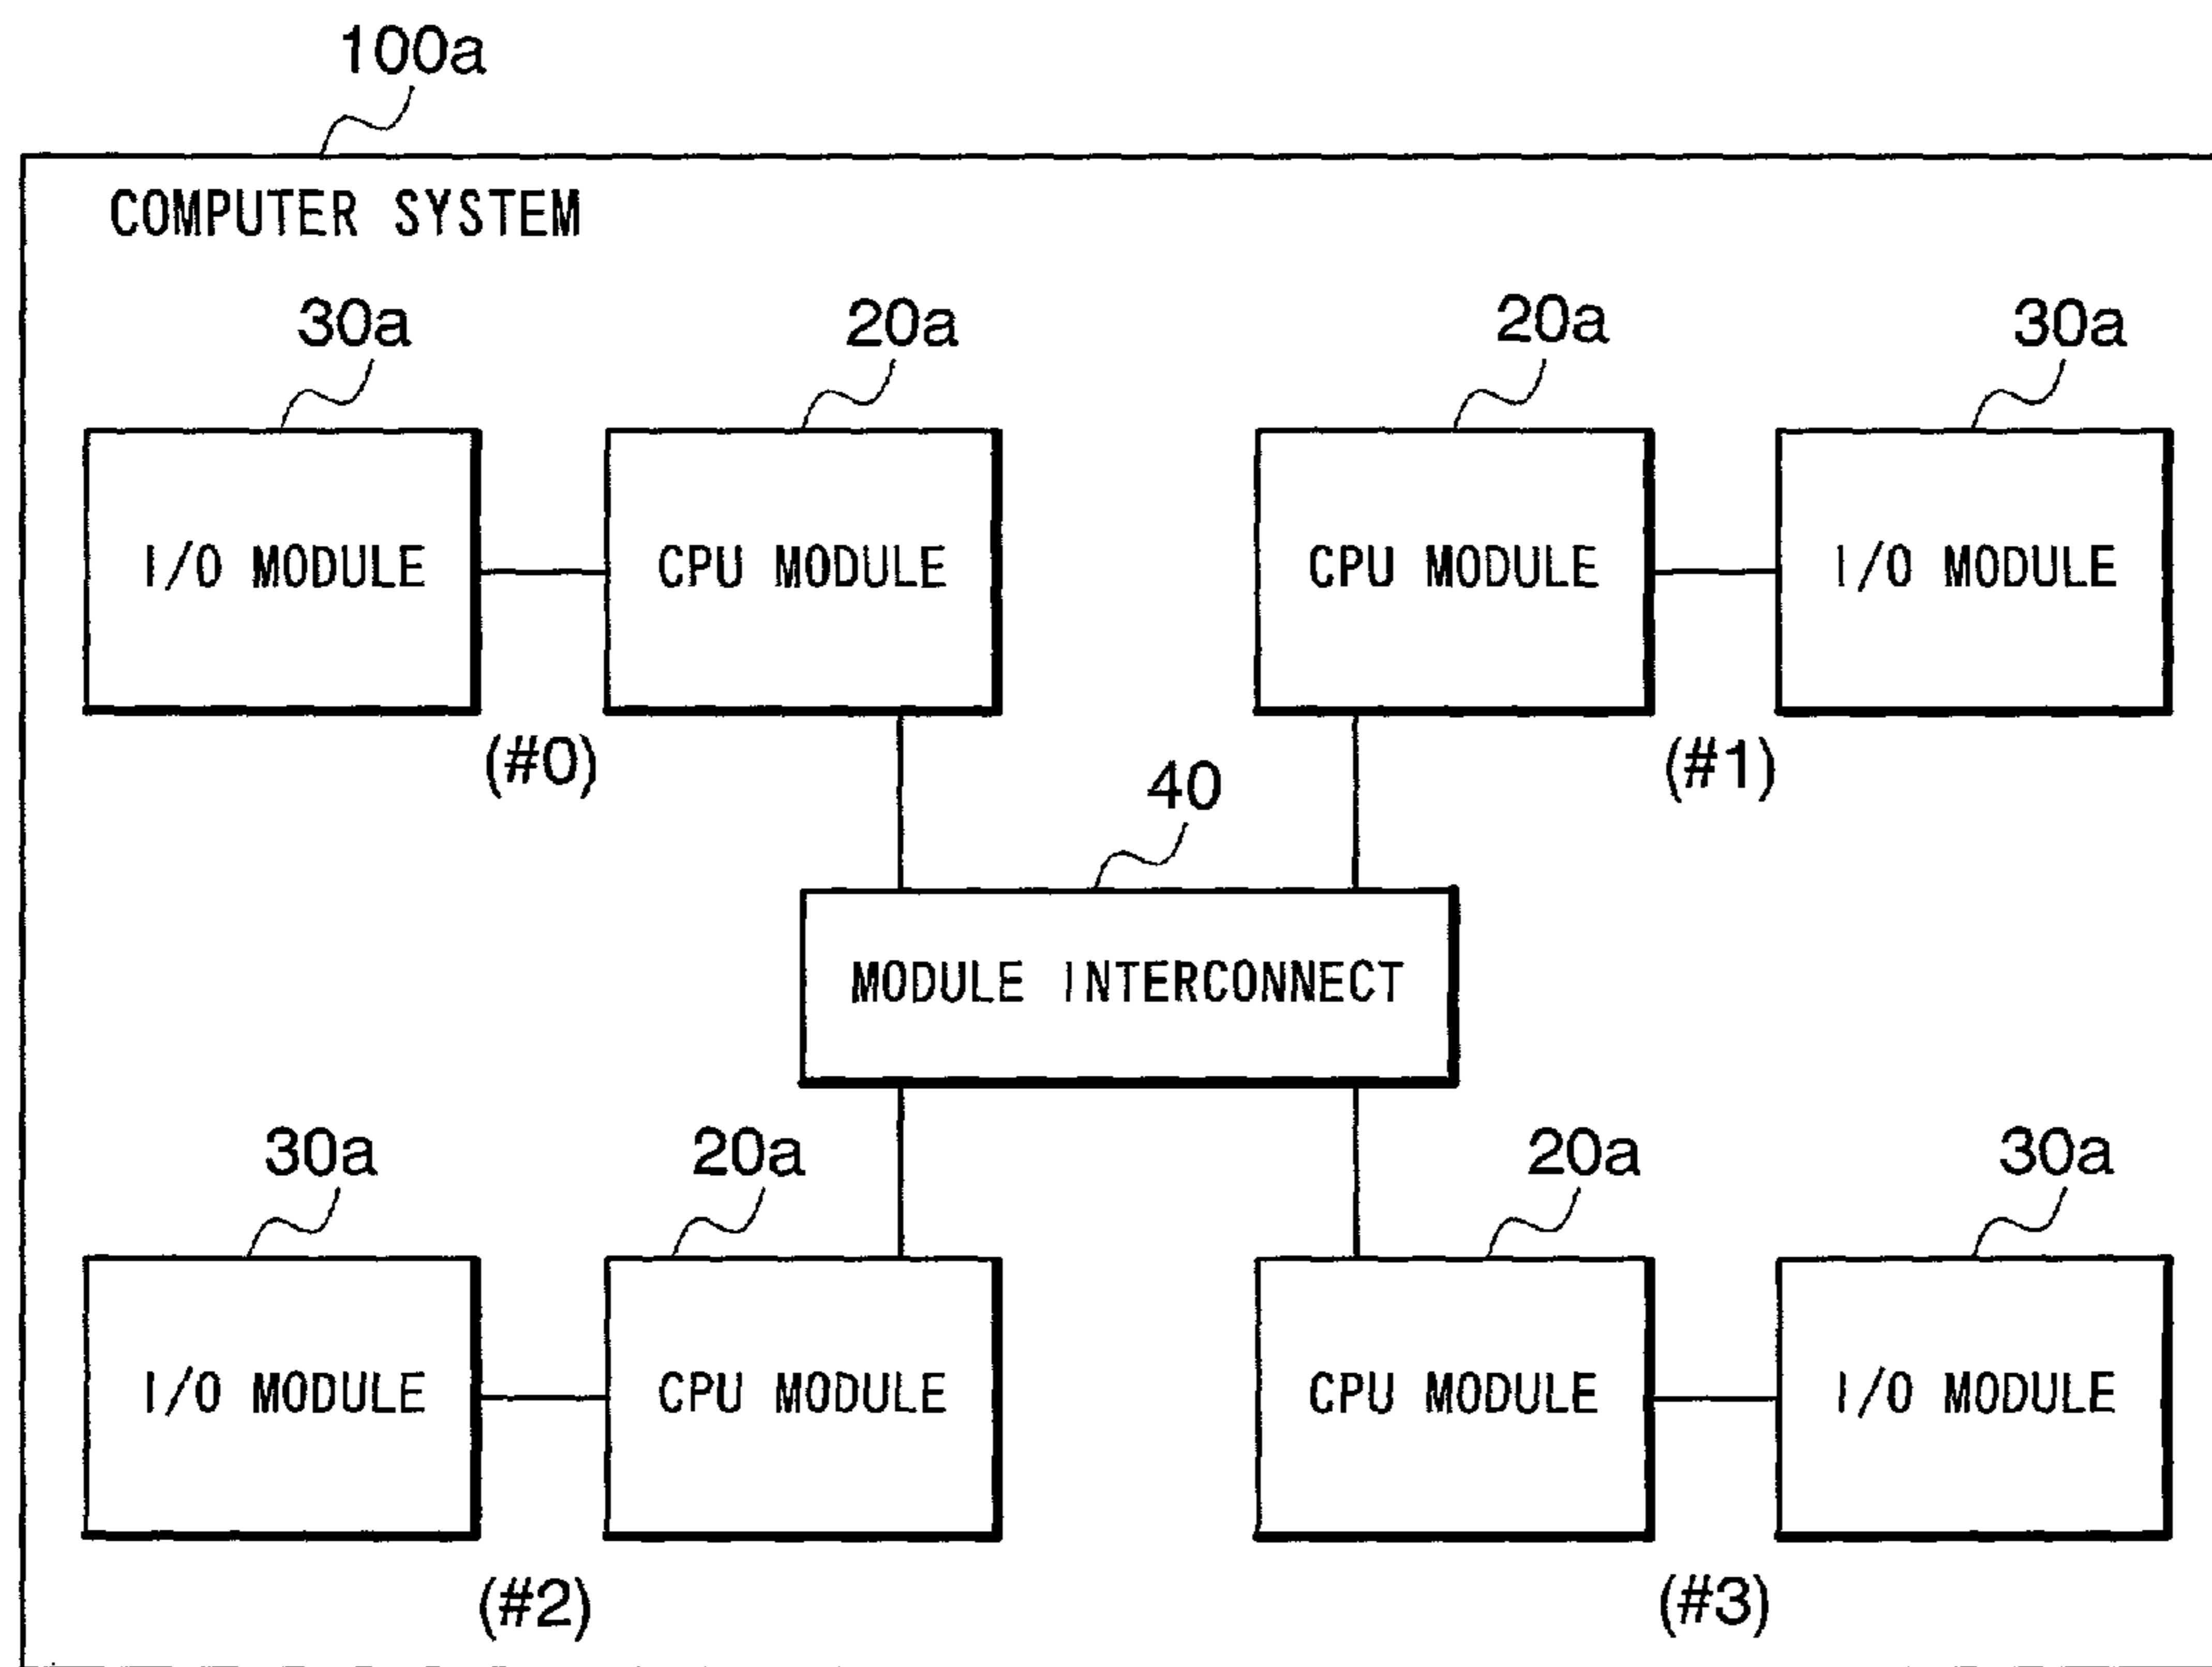 100a
COMPUTER SYSTEM
30a 20a 20a 30a
I/O MODULE CPU MODULE CPU MODULE I/O MODULE
(#0) (#1)
40
MODULE INTERCONNECT
30a 20a 20a 30a
I/O MODULE CPU MODULE CPU MODULE I/O MODULE
(#2) (#3)